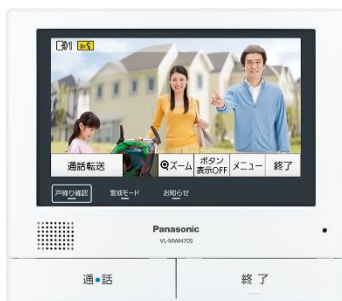 01
通話転送 ズーム ボタン表示OFF メニュー 終了
戸締り確認 警戒モード お知らせ
Panasonic
VL-MWH705
通•話 終 了